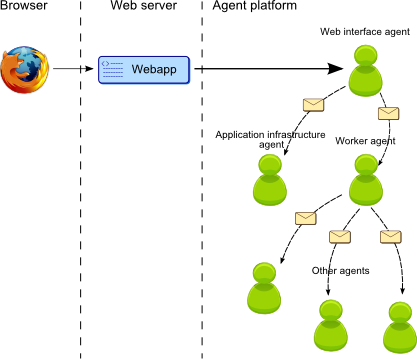 Browser
Web server
Agent platform
Web interface agent
Webapp
Application infrastructure
agent
Worker agent
Other agents